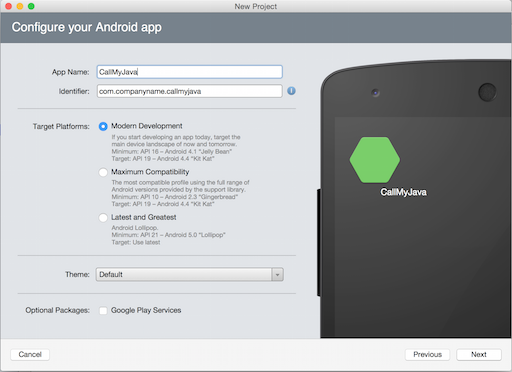 New Project
Configure your Android app
App Name:
CallMyJava
Identifier:
com.companyname.callmyjava
Target Platforms:
Modern Development
If you start developing an app today, target the
main device landscape of now and tomorrow.
Minimum: API 16 – Android 4.1 "Jelly Bean"
Target: API 19 – Android 4.4 "Kit Kat"
Maximum Compatibility
The most compatible profile using the full range of
Android versions provided by the support library.
Minimum: API 10 – Android 2.3 "Gingerbread"
Target: API 19 – Android 4.4 "Kit Kat"
Latest and Greatest
Android Lollipop.
Minimum: API 21 – Android 5.0 "Lollipop"
Target: Use latest
CallMyJava
Theme:
Default
Optional Packages:
Google Play Services
Cancel
Previous
Next